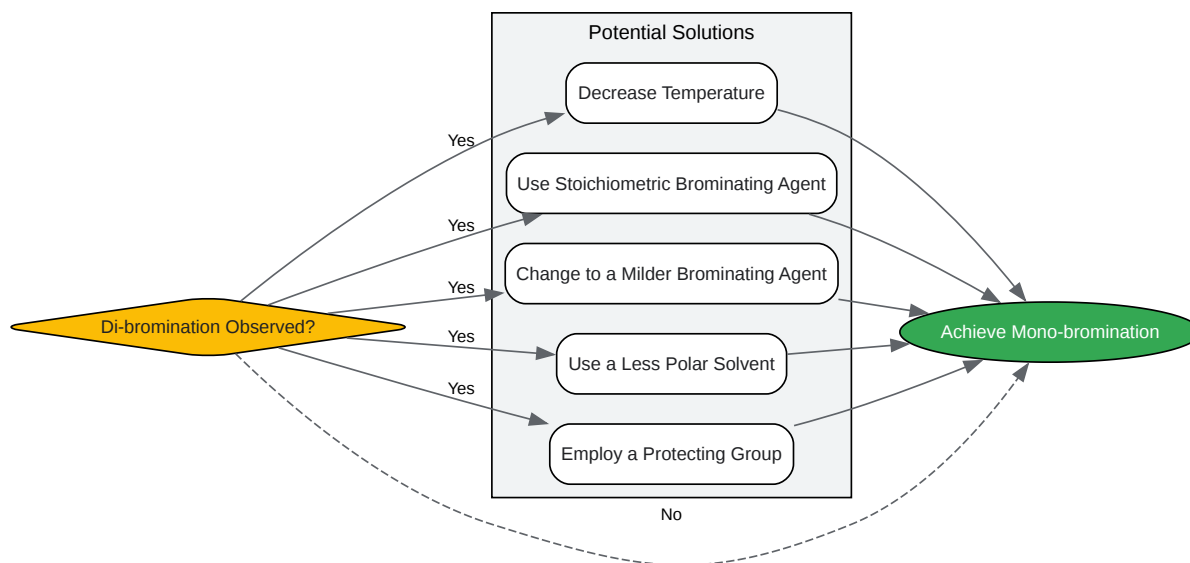 Potential Solutions
Decrease Temperature
Yes
Use Stoichiometric Brominating Agent
Yes
Change to a Milder Brominating Agent
Yes
Di-bromination Observed?
Achieve Mono-bromination
Yes
Use a Less Polar Solvent
Yes
Employ a Protecting Group
No